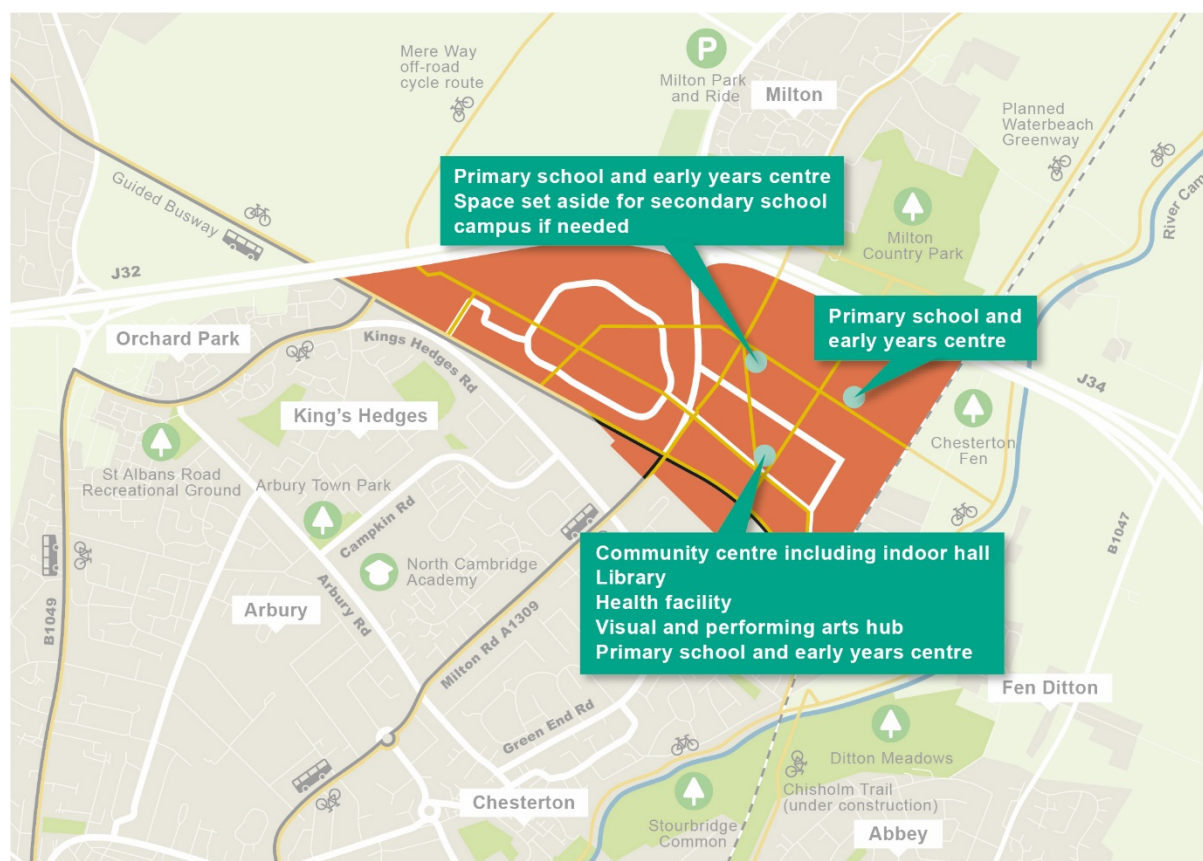 Mere Way
off-road
cycle route
P
Milton Park
and Ride
Milton
Planned
Waterbeach
Greenway
River Cam
Guided Busway
Primary school and early years centre
Space set aside for secondary school
campus if needed
Milton
Country Park
J32
Orchard Park
Kings Hedges Rd
Primary school and
early years centre
J34
King's Hedges
Chesterton
Fen
St Albans Road
Recreational Ground
Arbury Town Park
Campkin Rd
B1047
B1049
North Cambridge
Academy
Arbury
Arbury Rd
Milton Rd A1309
Community centre including indoor hall
Library
Health facility
Visual and performing arts hub
Primary school and early years centre
Fen Ditton
Green End Rd
Ditton Meadows
Chisholm Trail
(under construction)
Chesterton
Stourbridge
Common
Abbey